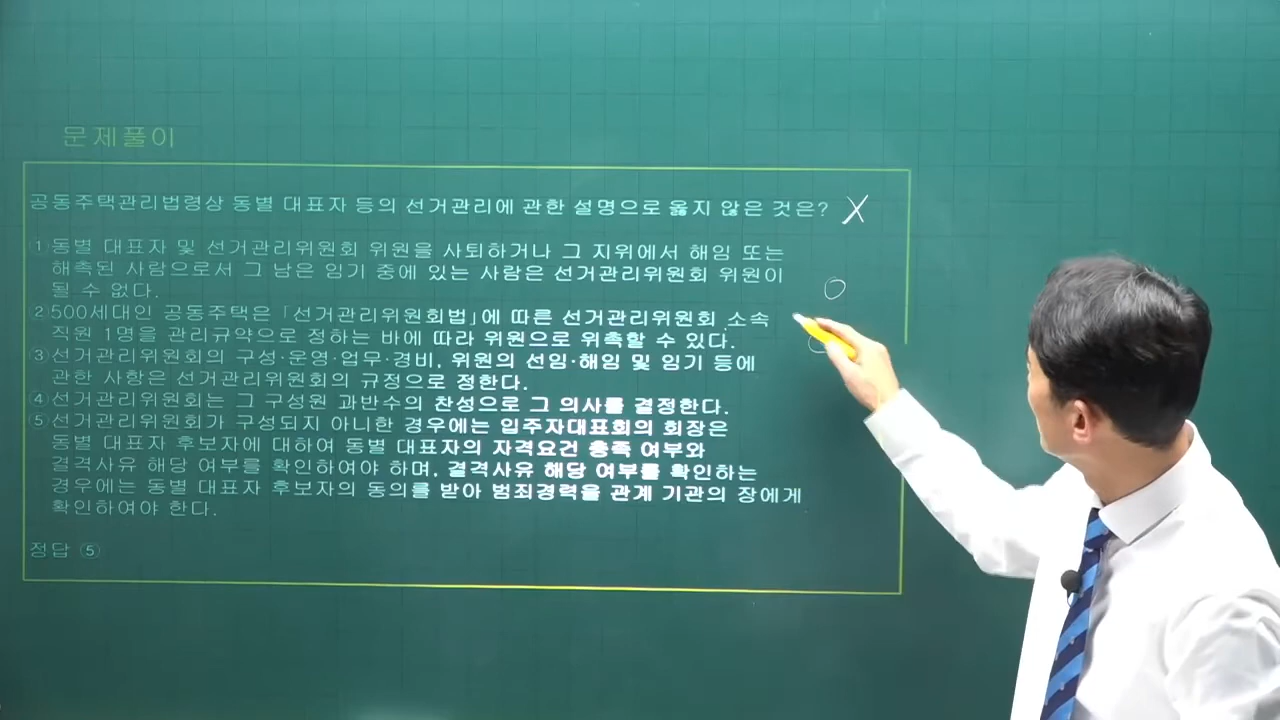 문제풀이
공동주택관리법령상 동별 대표자 등의 선거관리에 관한 설명으로 옳지 않은 것은? X
① 동별 대표자 및 선거관리위원회 위원을 사퇴하거나 그 지위에서 해임 또는
해촉된 사람으로서 그 남은 임기 중에 있는 사람은 선거관리위원회 위원이
될 수 없다.
② 500세대인 공동주택은 「선거관리위원회법」에 따른 선거관리위원회 소속
직원 1명을 관리규약으로 정하는 바에 따라 위원으로 위촉할 수 있다.
③ 선거관리위원회의 구성·운영·업무·경비, 위원의 선임·해임 및 임기 등에
관한 사항은 선거관리위원회의 규정으로 정한다.
④ 선거관리위원회는 그 구성원 과반수의 찬성으로 그 의사를 결정한다.
⑤ 선거관리위원회가 구성되지 아니한 경우에는 입주자대표회의 회장은
동별 대표자 후보자에 대하여 동별 대표자의 자격요건 충족 여부와
결격사유 해당 여부를 확인하여야 하며, 결격사유 해당 여부를 확인하는
경우에는 동별 대표자 후보자의 동의를 받아 범죄경력을 관계 기관의 장에게
확인하여야 한다.
정답 ⑤